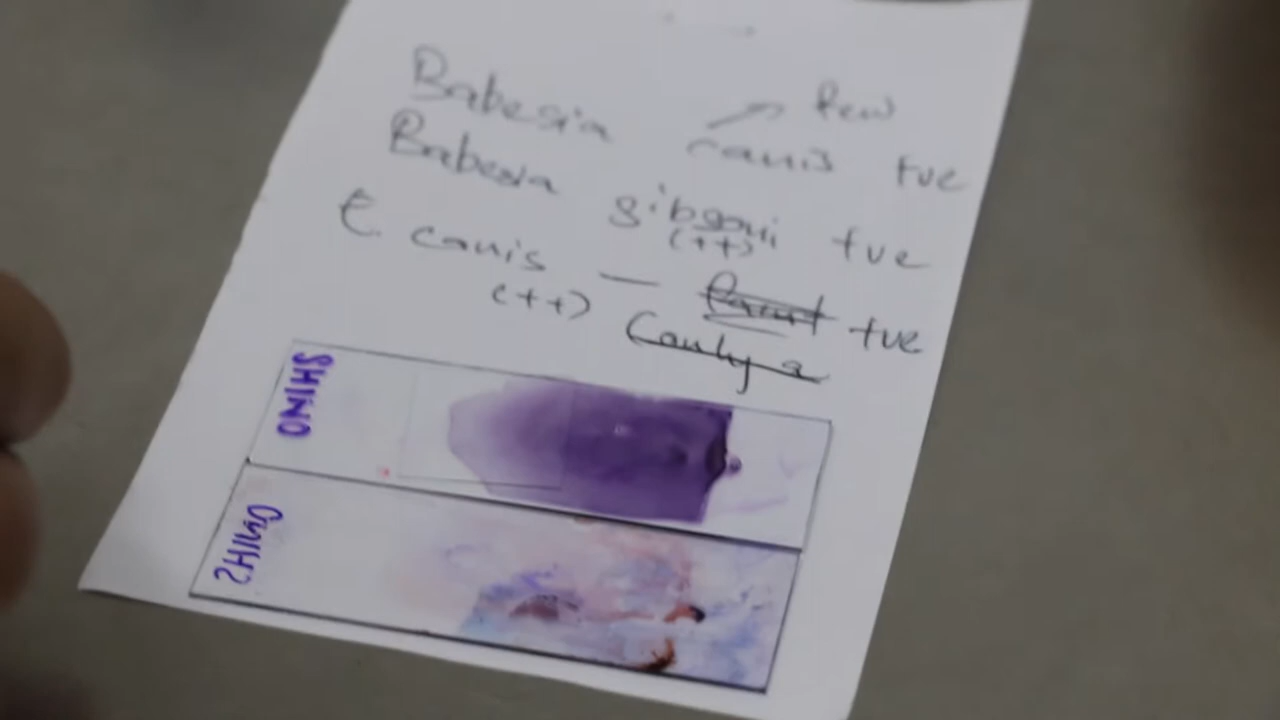 → few
Babesia canis +ve
Babesia gibsoni +ve
(++)
E. canis — +ve
(++)
SHINO
SHINO